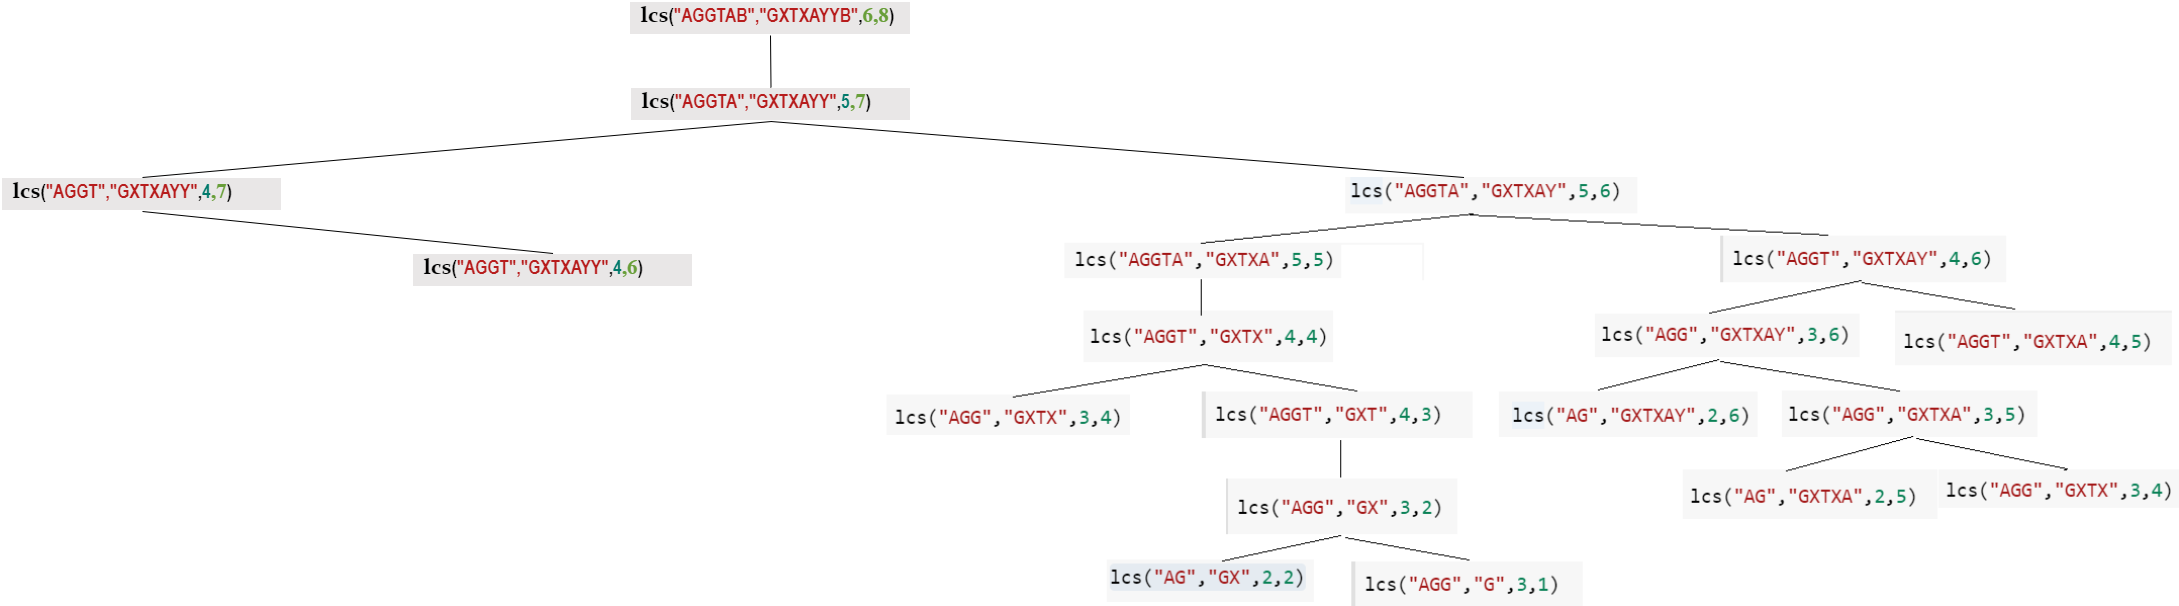 lcs("AGGTAB","GXTXAYYB",6,8)
lcs("AGGTA","GXTXAYY",5,7)
lcs("AGGT","GXTXAYY",4,7)
lcs("AGGTA","GXTXAY",5,6)
lcs("AGGT","GXTXAYY",4,6)
lcs("AGGTA","GXTXA",5,5)
lcs("AGGT","GXTXAY",4,6)
lcs("AGGT","GXTX",4,4)
lcs("AGG","GXTXAY",3,6)
lcs("AGGT","GXTXA",4,5)
lcs("AGG","GXTX",3,4)
lcs("AGGT","GXT",4,3)
lcs("AG","GXTXAY",2,6)
lcs("AGG","GXTXA",3,5)
lcs("AGG","GX",3,2)
lcs("AG","GXTXA",2,5)
lcs("AGG","GXTX",3,4)
lcs("AG","GX",2,2)
lcs("AGG","G",3,1)